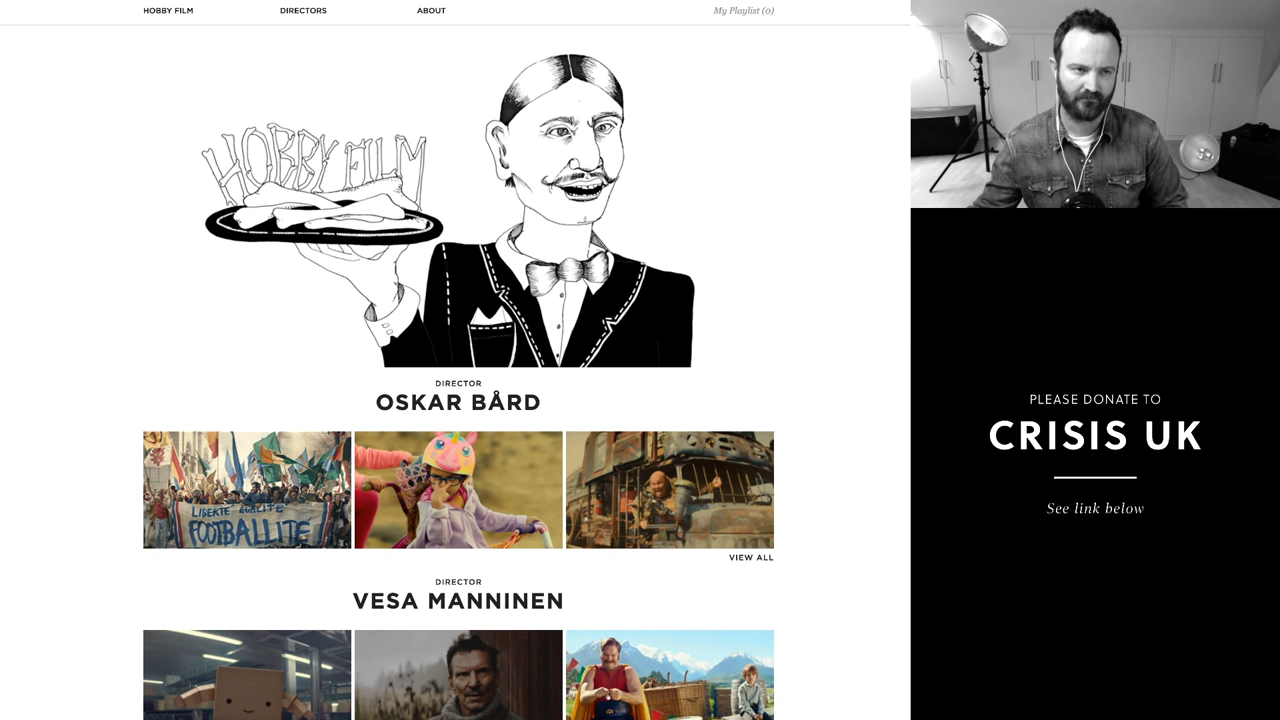 HOBBY FILM
DIRECTORS
ABOUT
My Playlist (0)
HOBBY FILM
DIRECTOR
OSKAR BÅRD
LIBERTE EGALITE
FOOTBALLITE
VIEW ALL
DIRECTOR
VESA MANNINEN
PLEASE DONATE TO
CRISIS UK
See link below